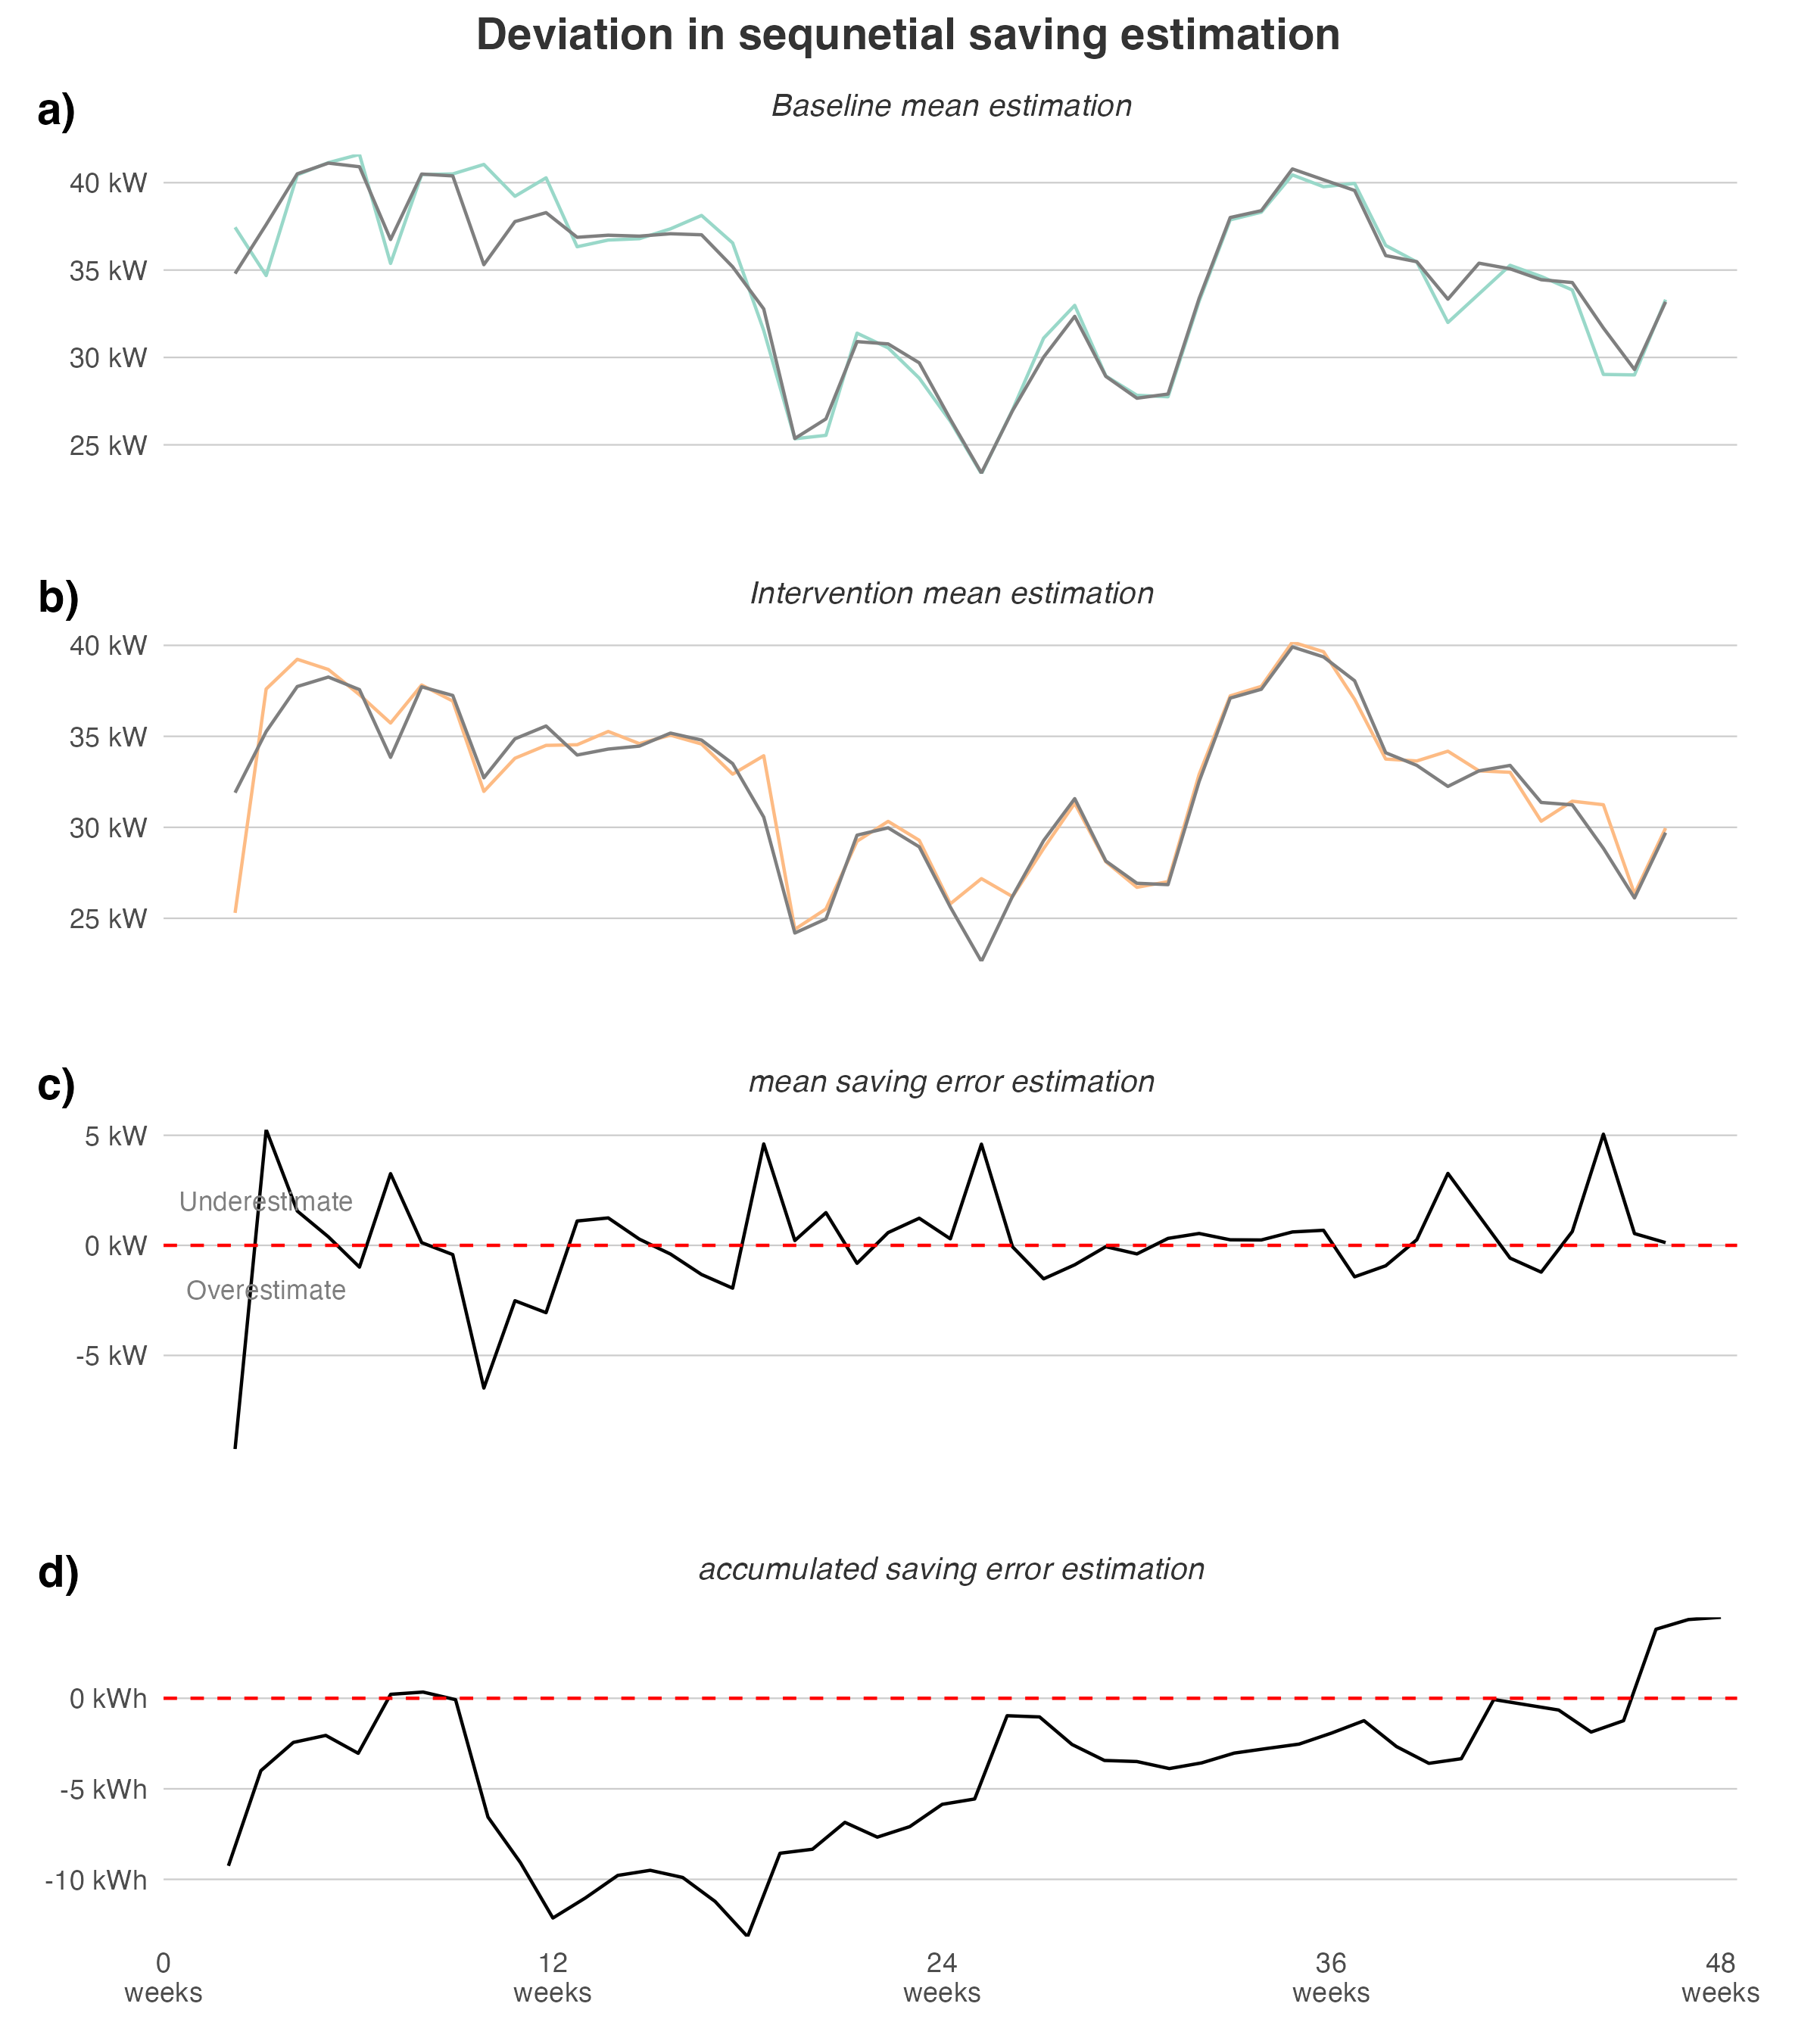 Deviation in sequnetial saving estimation
a)
Baseline mean estimation
40 kW
35 kW
30 kW
25 kW
b)
Intervention mean estimation
40 kW
35 kW
30 kW
25 kW
c)
mean saving error estimation
5 kW
Underestimate
0 kW
Overestimate
-5 kW
d)
accumulated saving error estimation
0 kWh
-5 kWh
-10 kWh
0 12 24 36 48
weeks weeks weeks weeks weeks